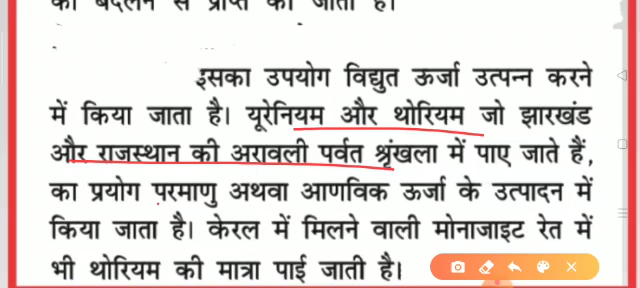 को बदलने से प्राप्त की जाती है।
इसका उपयोग विद्युत ऊर्जा उत्पन्न करने
में किया जाता है। यूरेनियम और थोरियम जो झारखंड
और राजस्थान की अरावली पर्वत श्रृंखला में पाए जाते हैं,
का प्रयोग परमाणु अथवा आणविक ऊर्जा के उत्पादन में
किया जाता है। केरल में मिलने वाली मोनाजाइट रेत में
भी थोरियम की मात्रा पाई जाती है।